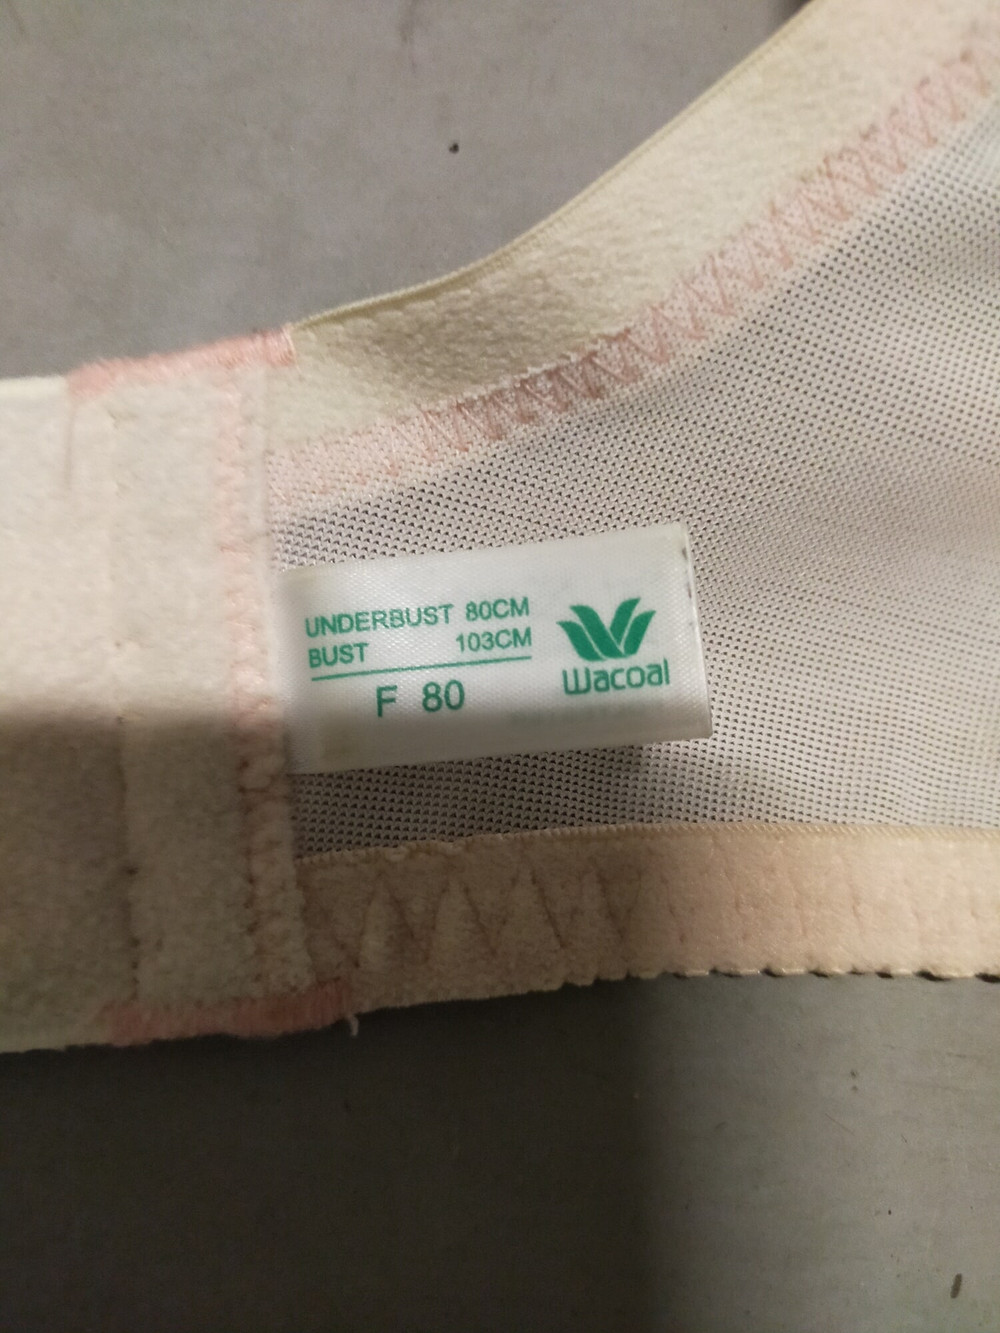 UNDERBUST 80CM
BUST 103CM
F 80
Wacoal